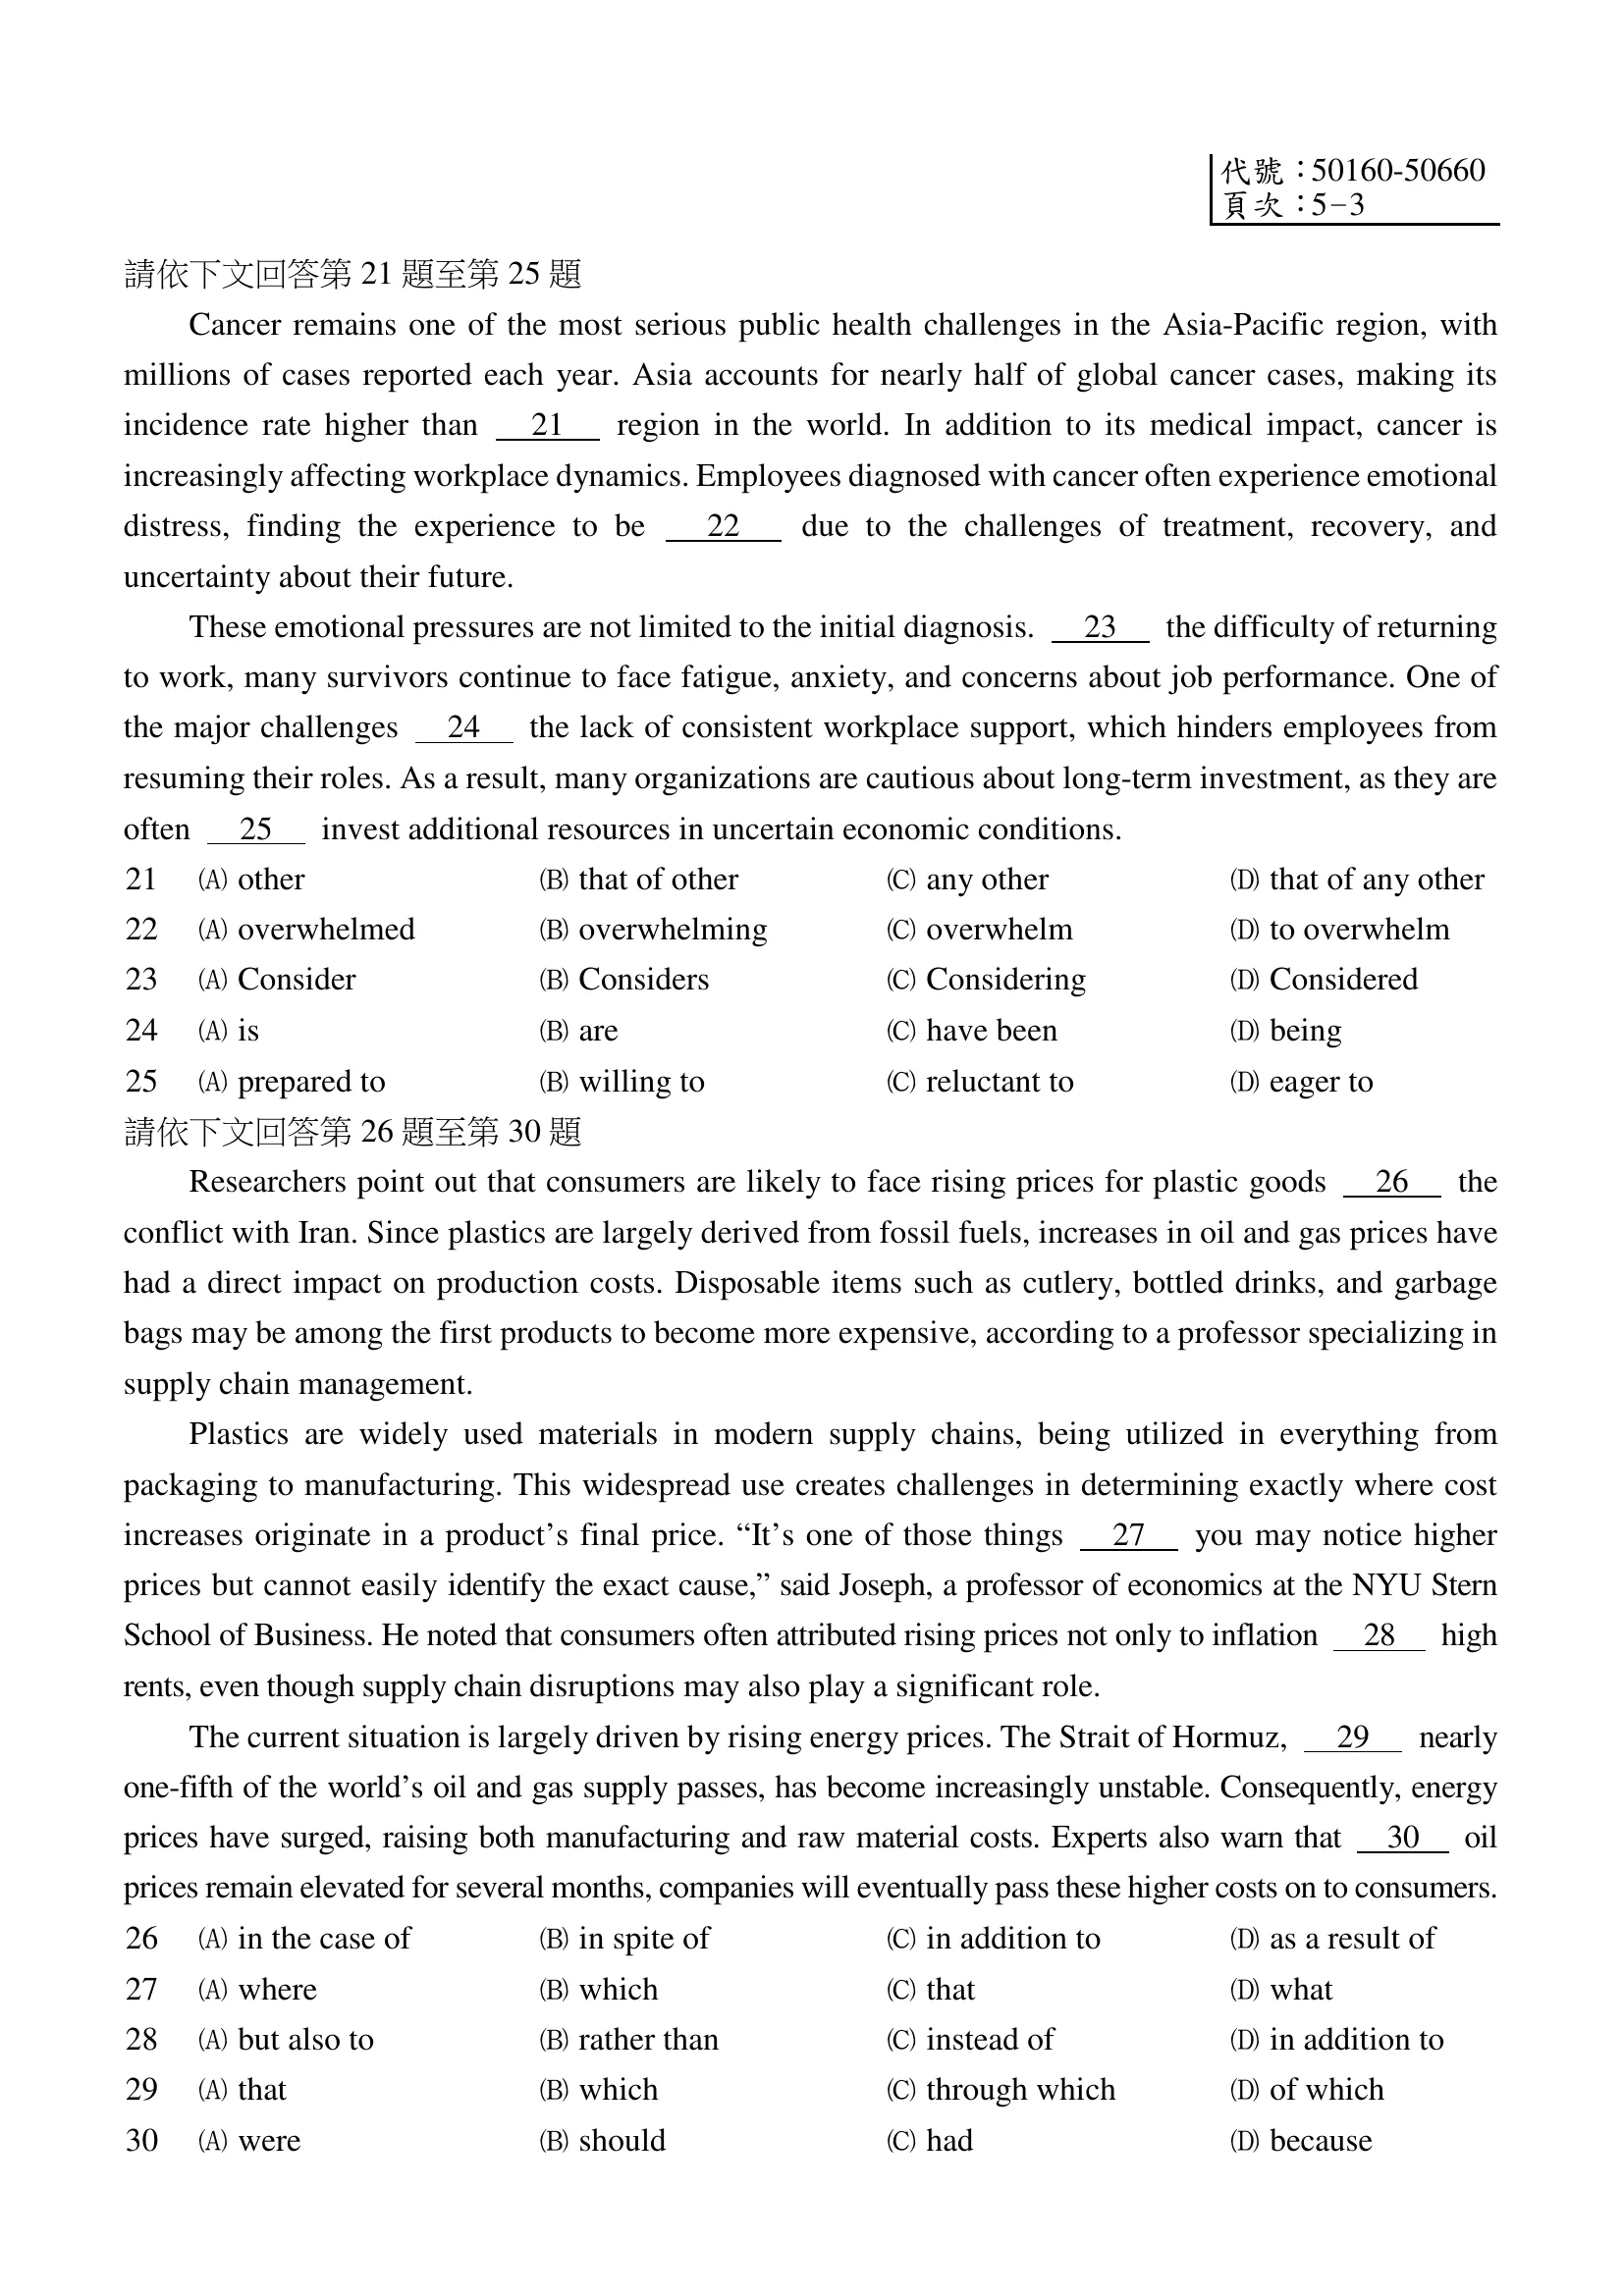 代號：50160-50660
頁次：5－3
請依下文回答第 21 題至第 25 題
Cancer remains one of the most serious public health challenges in the Asia-Pacific region, with
millions of cases reported each year. Asia accounts for nearly half of global cancer cases, making its
incidence rate higher than 21 region in the world. In addition to its medical impact, cancer is
increasingly affecting workplace dynamics. Employees diagnosed with cancer often experience emotional
distress, finding the experience to be 22 due to the challenges of treatment, recovery, and
uncertainty about their future.
These emotional pressures are not limited to the initial diagnosis. 23 the difficulty of returning
to work, many survivors continue to face fatigue, anxiety, and concerns about job performance. One of
the major challenges 24 the lack of consistent workplace support, which hinders employees from
resuming their roles. As a result, many organizations are cautious about long-term investment, as they are
often 25 invest additional resources in uncertain economic conditions.
21 (A) other (B) that of other (C) any other (D) that of any other
22 (A) overwhelmed (B) overwhelming (C) overwhelm (D) to overwhelm
23 (A) Consider (B) Considers (C) Considering (D) Considered
24 (A) is (B) are (C) have been (D) being
25 (A) prepared to (B) willing to (C) reluctant to (D) eager to
請依下文回答第 26 題至第 30 題
Researchers point out that consumers are likely to face rising prices for plastic goods 26 the
conflict with Iran. Since plastics are largely derived from fossil fuels, increases in oil and gas prices have
had a direct impact on production costs. Disposable items such as cutlery, bottled drinks, and garbage
bags may be among the first products to become more expensive, according to a professor specializing in
supply chain management.
Plastics are widely used materials in modern supply chains, being utilized in everything from
packaging to manufacturing. This widespread use creates challenges in determining exactly where cost
increases originate in a product’s final price. “It’s one of those things 27 you may notice higher
prices but cannot easily identify the exact cause,” said Joseph, a professor of economics at the NYU Stern
School of Business. He noted that consumers often attributed rising prices not only to inflation 28 high
rents, even though supply chain disruptions may also play a significant role.
The current situation is largely driven by rising energy prices. The Strait of Hormuz, 29 nearly
one-fifth of the world’s oil and gas supply passes, has become increasingly unstable. Consequently, energy
prices have surged, raising both manufacturing and raw material costs. Experts also warn that 30 oil
prices remain elevated for several months, companies will eventually pass these higher costs on to consumers.
26 (A) in the case of (B) in spite of (C) in addition to (D) as a result of
27 (A) where (B) which (C) that (D) what
28 (A) but also to (B) rather than (C) instead of (D) in addition to
29 (A) that (B) which (C) through which (D) of which
30 (A) were (B) should (C) had (D) because